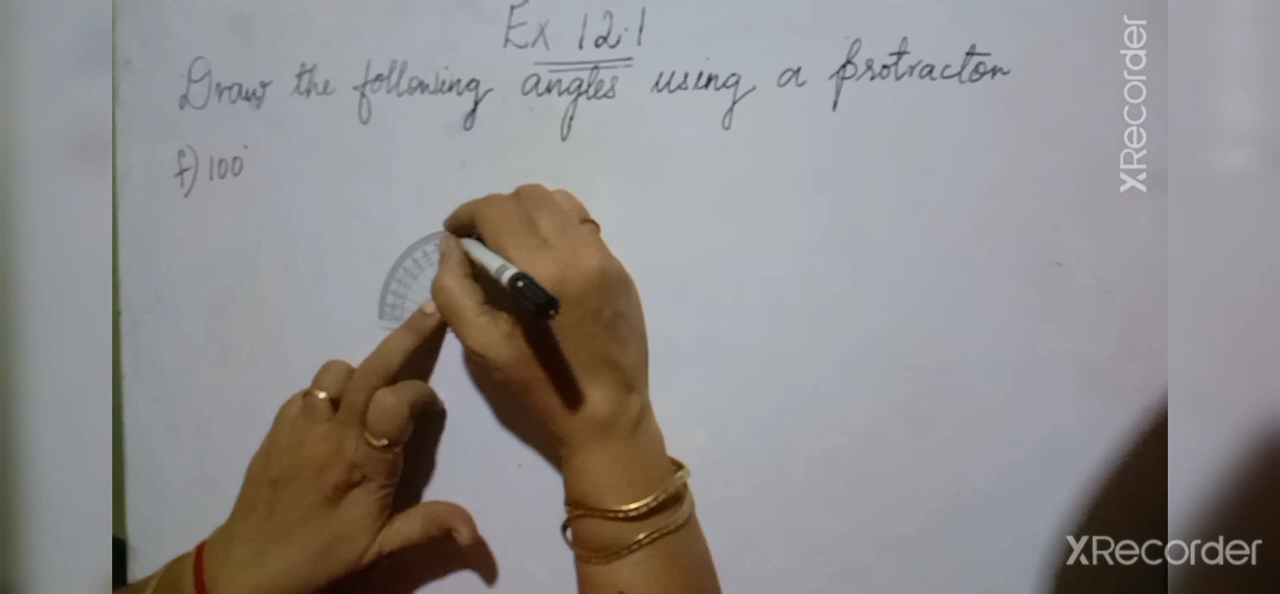 Ex 12.1
Draw the following angles using a protractor
f) 100°
XRecorder
XRecorder